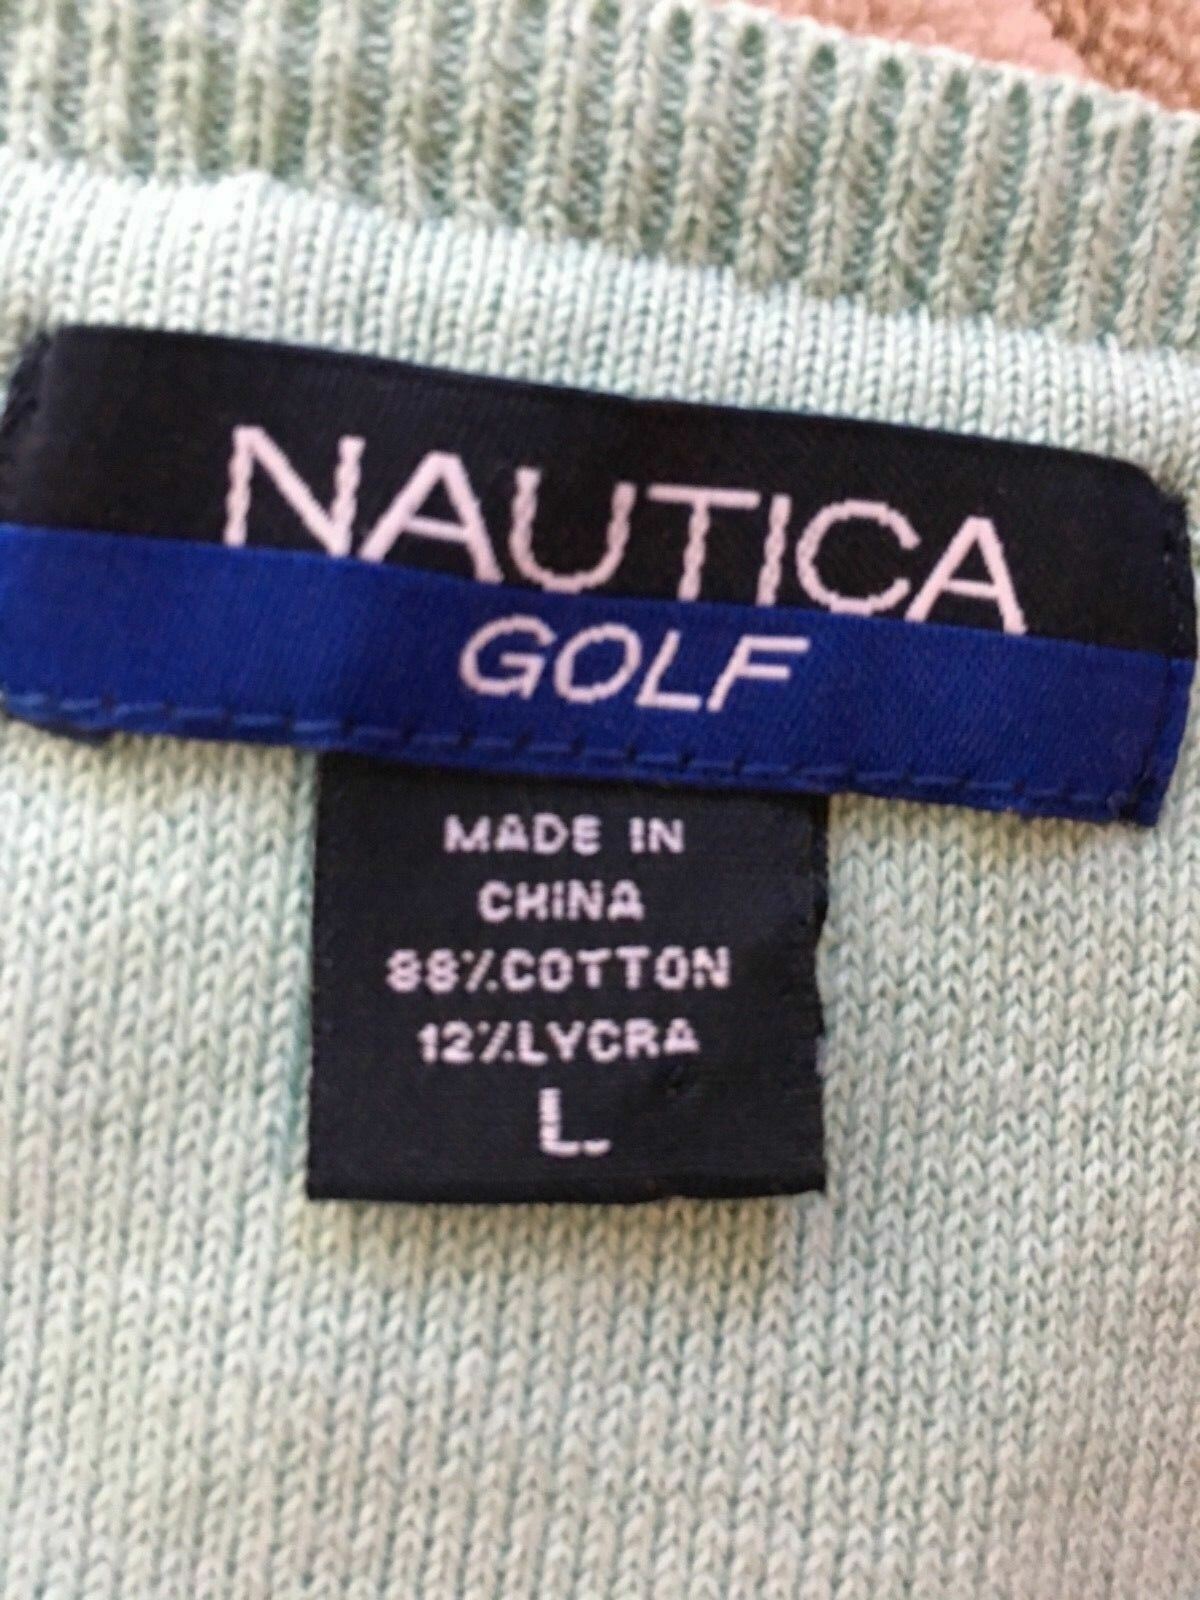 NAUTICA
GOLF
MADE IN
CHINA
88%COTTON
12%LYCRA
L